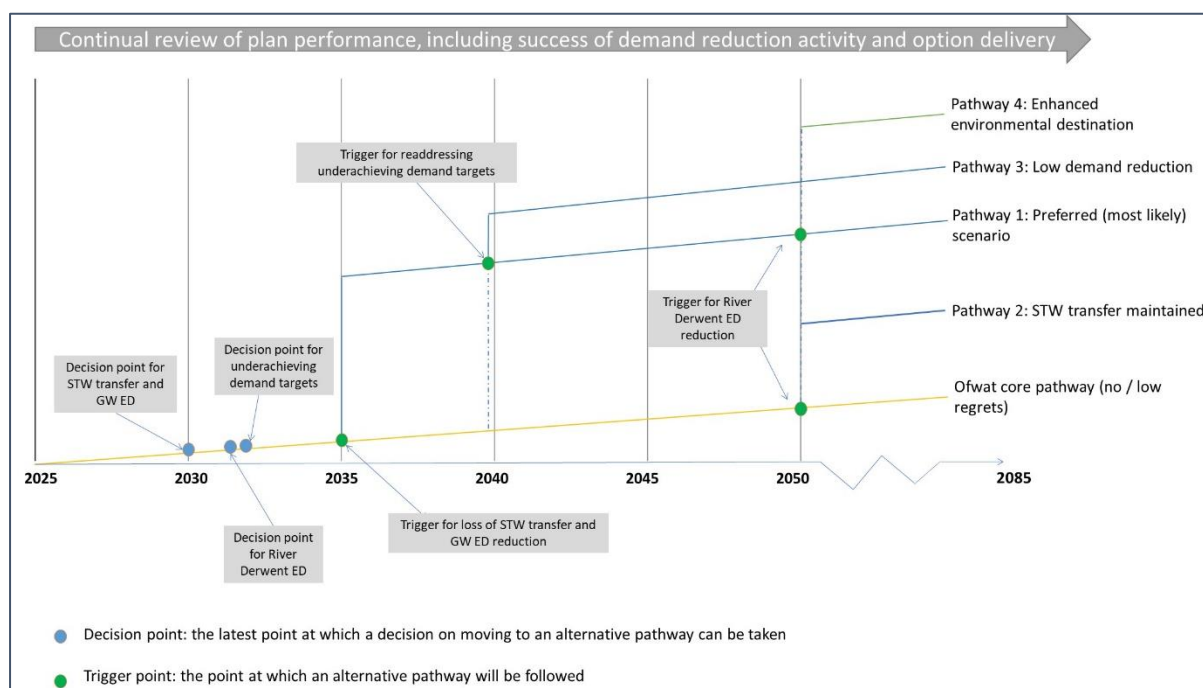 Continual review of plan performance, including success of demand reduction activity and option delivery
Pathway 4: Enhanced
environmental destination
Trigger for readdressing
underachieving demand targets
Pathway 3: Low demand reduction
Pathway 1: Preferred (most likely)
scenario
Trigger for River
Derwent ED
reduction
Pathway 2: STW transfer maintained
Decision point for
STW transfer and
GW ED
Decision point for
underachieving
demand targets
Ofwat core pathway (no / low
regrets)
2025
2030
2035
2040
2045
2050
2085
Decision point
for River
Derwent ED
Trigger for loss of STW transfer and
GW ED reduction
Decision point: the latest point at which a decision on moving to an alternative pathway can be taken
Trigger point: the point at which an alternative pathway will be followed